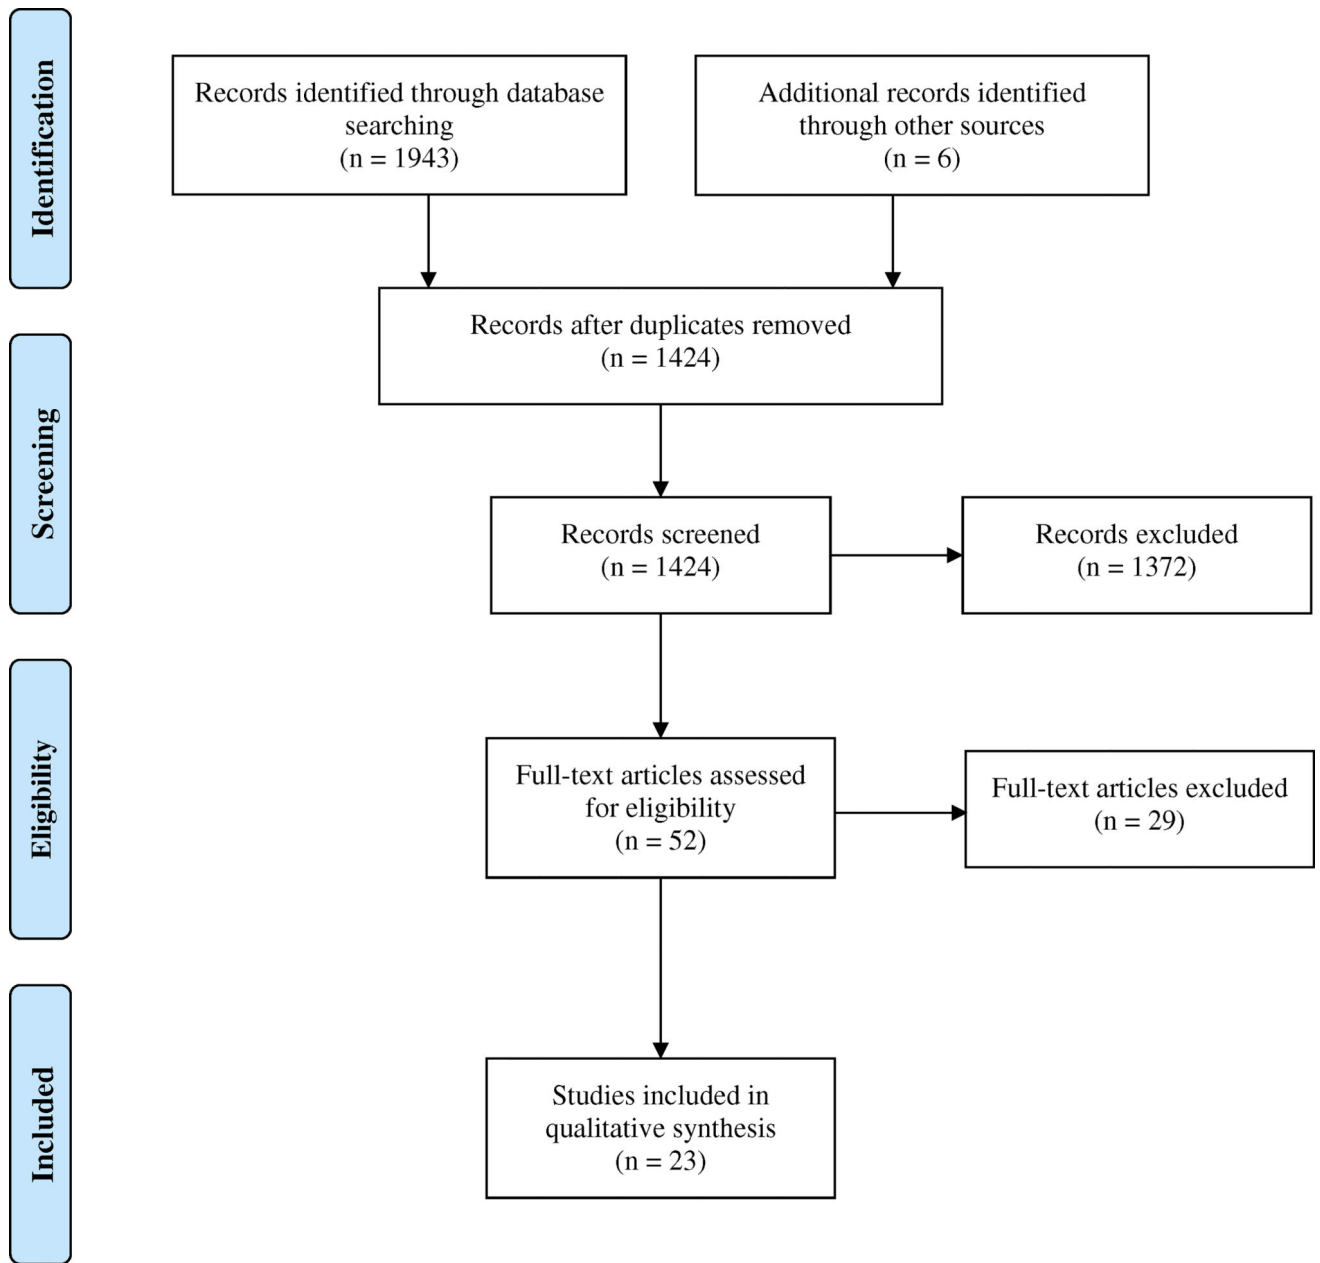 Identification
Records identified through database
searching
(n = 1943)
Additional records identified
through other sources
(n = 6)
Records after duplicates removed
(n = 1424)
Screening
Records screened
(n = 1424)
Records excluded
(n = 1372)
Eligibility
Full-text articles assessed
for eligibility
(n = 52)
Full-text articles excluded
(n = 29)
Included
Studies included in
qualitative synthesis
(n = 23)